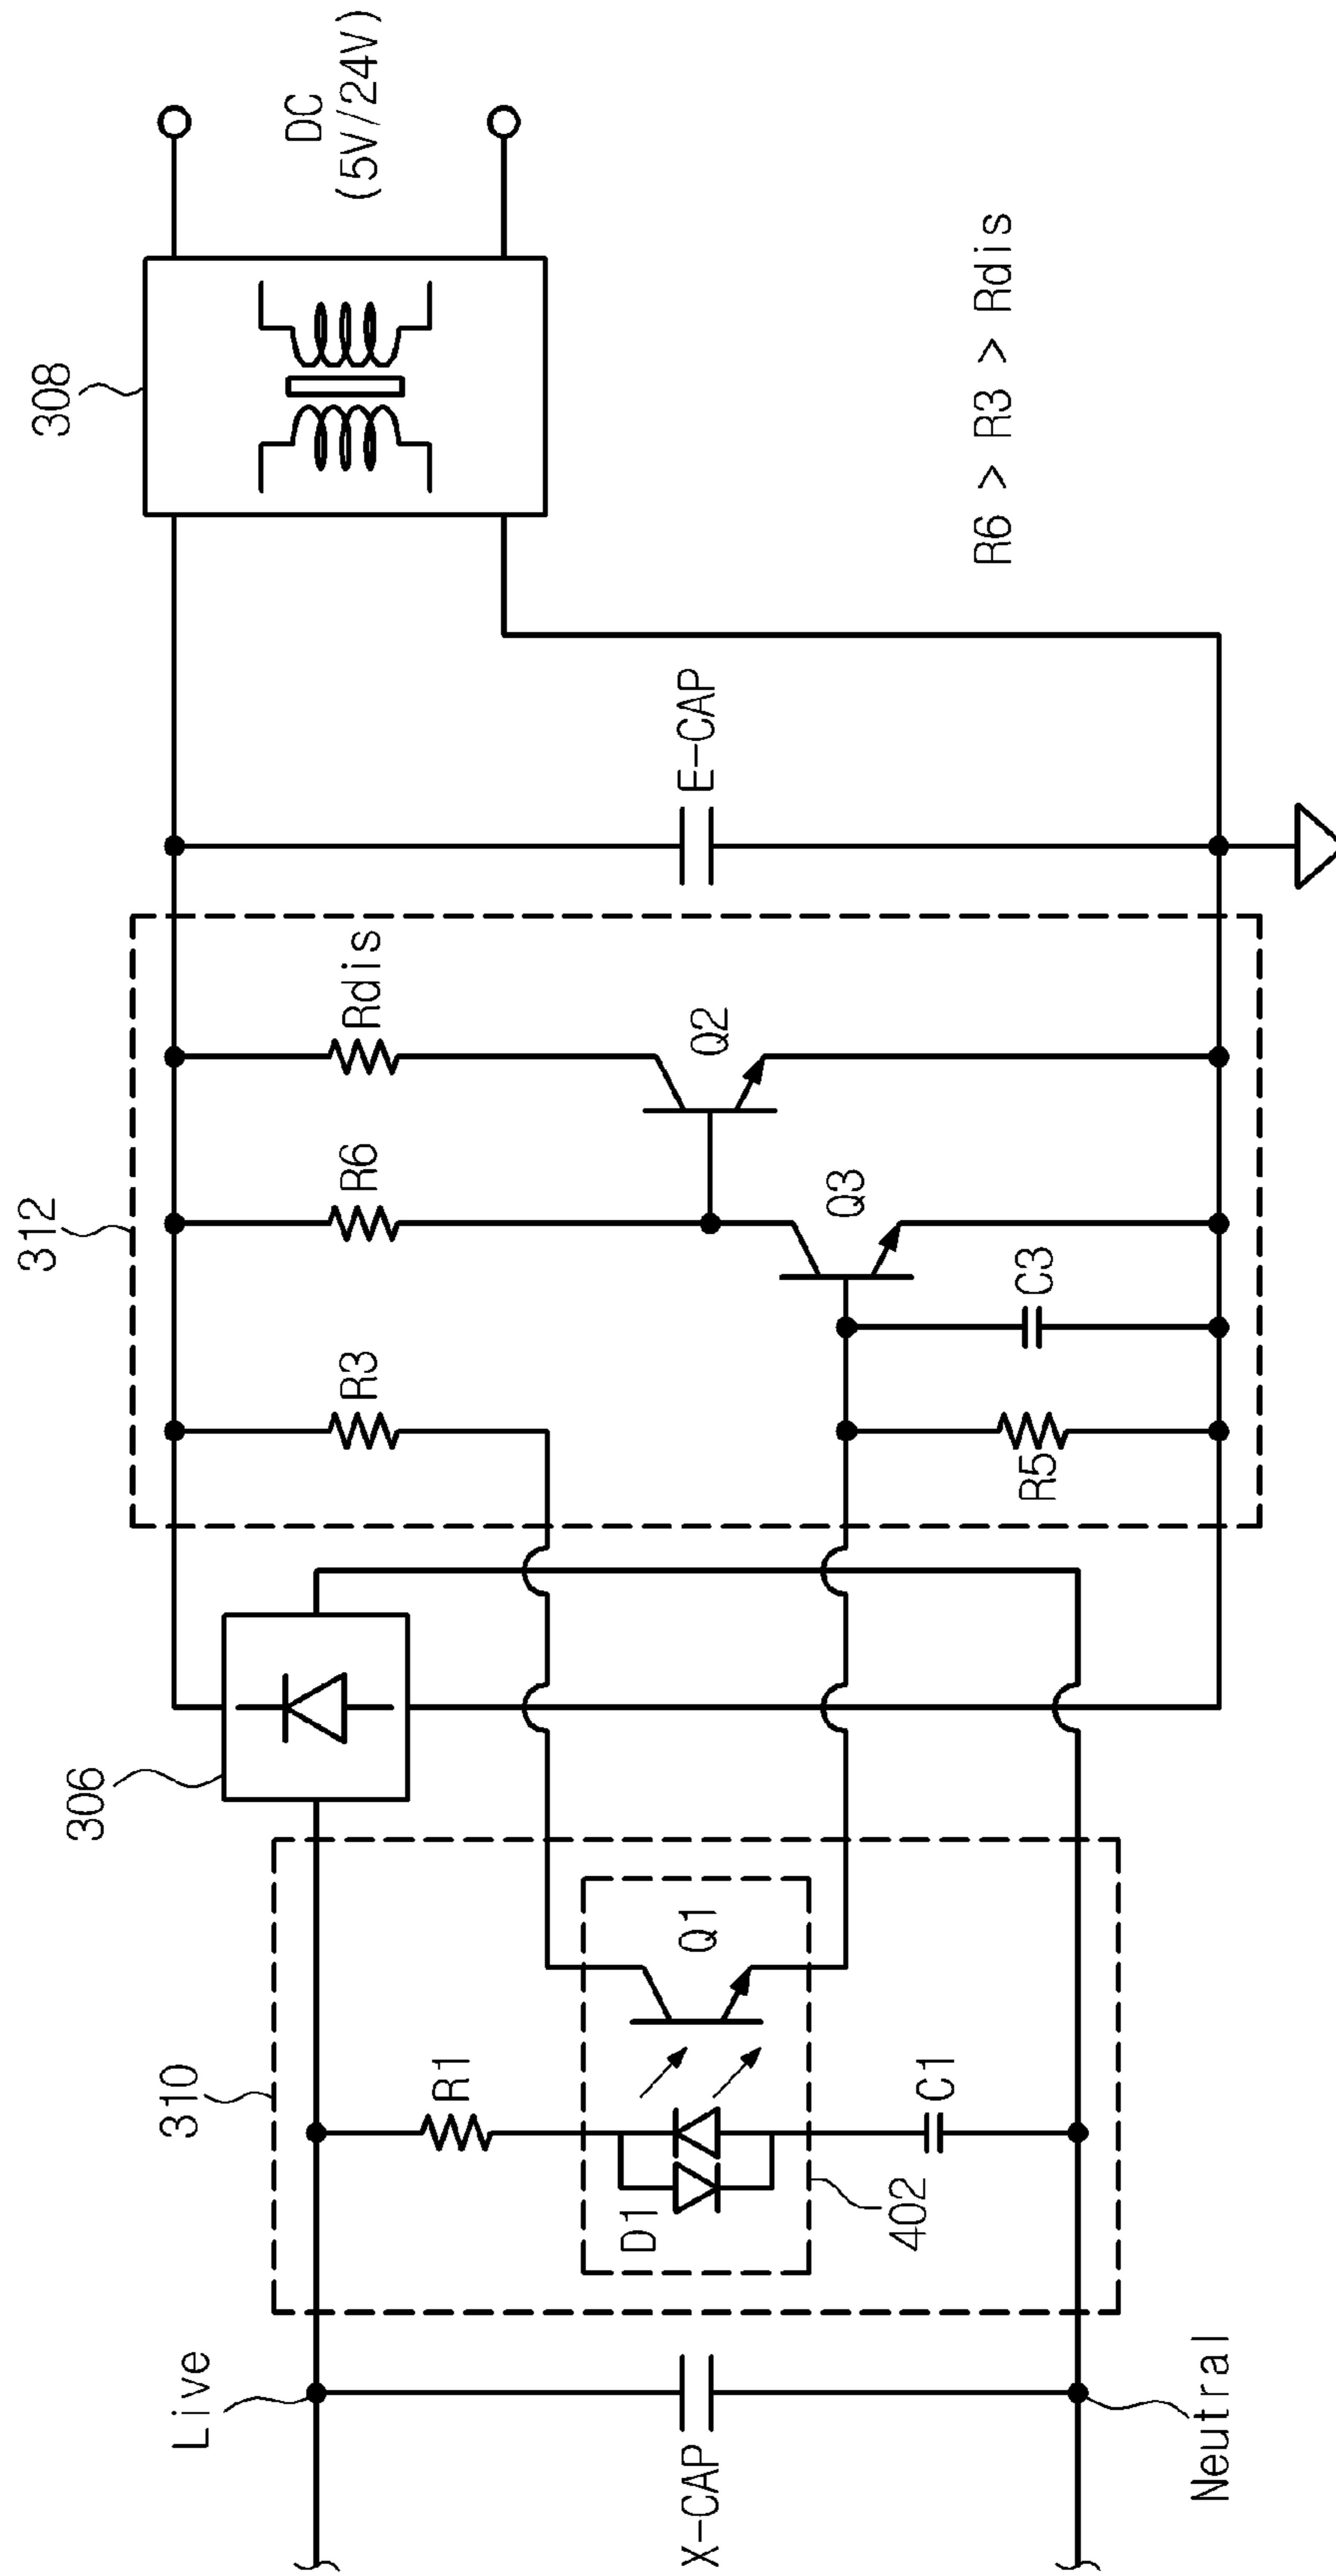 308
DC
(5V/24V)
312
R3
R6
Rdis
Q2
Q3
R5
C3
E-CAP
R6 > R3 > Rdis
306
310
R1
D1
Q1
402
C1
Live
X-CAP
Neutral